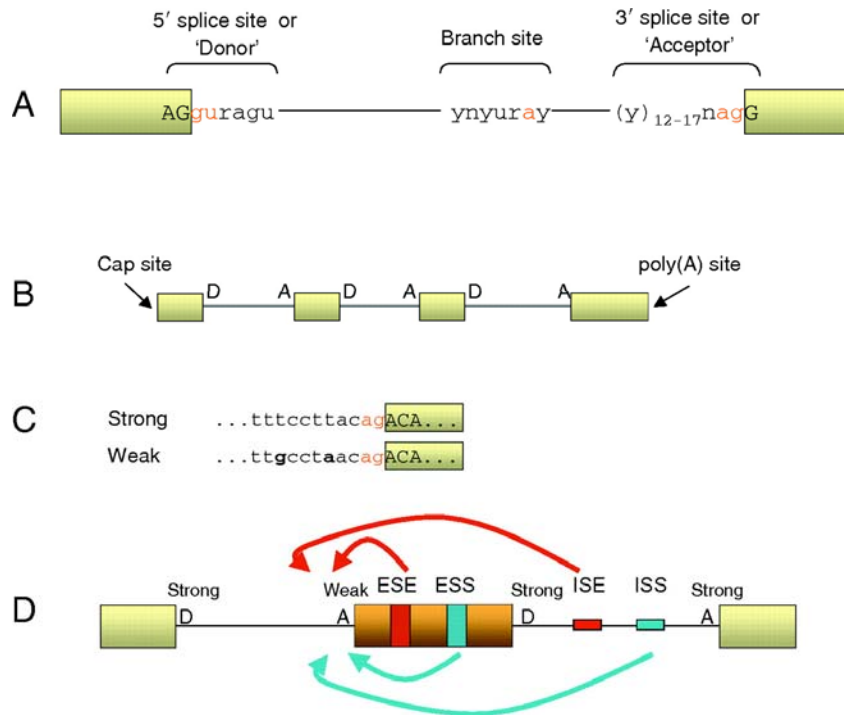 5′ splice site or
‘Donor’
Branch site
3′ splice site or
‘Acceptor’
A
AGguragu
ynyuray
(y)12-17nagG
B
Cap site
D A D A D A
poly(A) site
C
Strong ...tttccttacagACA...
Weak ...ttgcctaacagACA...
D
Strong Weak ESE ESS Strong ISE ISS Strong
D A D A